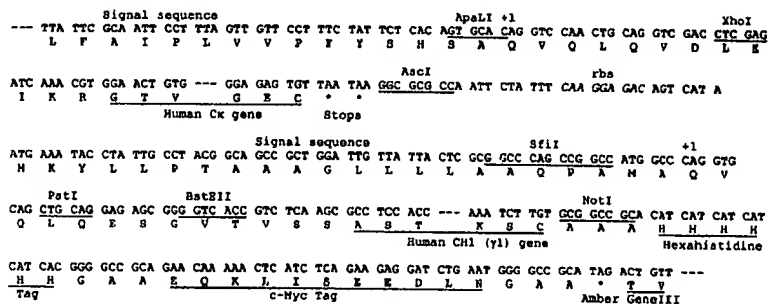 Signal sequence ApaLI +1 XhoI
--- TTA TTC GCA ATT CCT TTA GTT GTT CCT TTC TAT TCT CAC AGT GCA CAG GTC CAA CTG CAG GTC GAC CTC GAG
L F A I P L V V P F Y S H S A Q V Q L Q V D L E
ATC AAA CGT GGA ACT GTG --- GGA GAG TGT TAA TAA GGC GCG CCA ATT CTA TTT CAA GGA GAC AGT CAT A
AscI rbs
I K R G T V G E C * *
Human Cκ gene Stops
ATG AAA TAC CTA TTG CCT ACG GCA GCC GCT GGA TTG TTA TTA CTC GCG GCC CAG CCG GCC ATG GCC CAG GTG
Signal sequence SfiI +1
M K Y L L P T A A A G L L L L A A Q P A M A Q V
PstI BstEII NotI
CAG CTG CAG GAG AGC GGG GTC ACC GTC TCA AGC GCC TCC ACC --- AAA TCT TGT GCG GCC GCA CAT CAT CAT CAT
Q L Q E S G V T V S S A S T K S C A A A H H H H
Human CH1 (γ1) gene Hexahistidine
CAT CAC GGG GCC GCA GAA CAA AAA CTC ATC TCA GAA GAG GAT CTG AAT GGG GCC GCA TAG ACT GTT ---
H H G A A E Q K L I S E E D L N G A A * T V
Tag c-Myc Tag Amber GeneIII